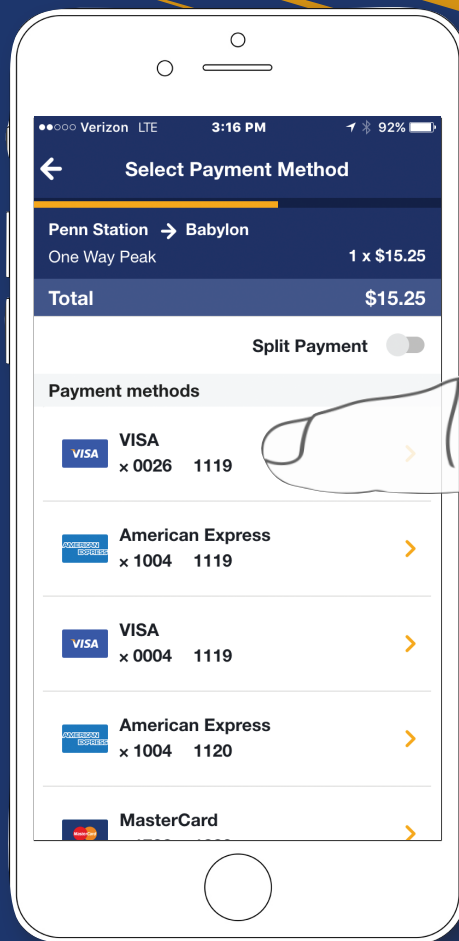 Verizon LTE 3:16 PM 92%
Select Payment Method
Penn Station → Babylon
One Way Peak 1 x $15.25
Total $15.25
Split Payment
Payment methods
VISA
VISA × 0026 1119
American Express
AMERICAN EXPRESS × 1004 1119
VISA
VISA × 0004 1119
American Express
AMERICAN EXPRESS × 1004 1120
MasterCard
MasterCard